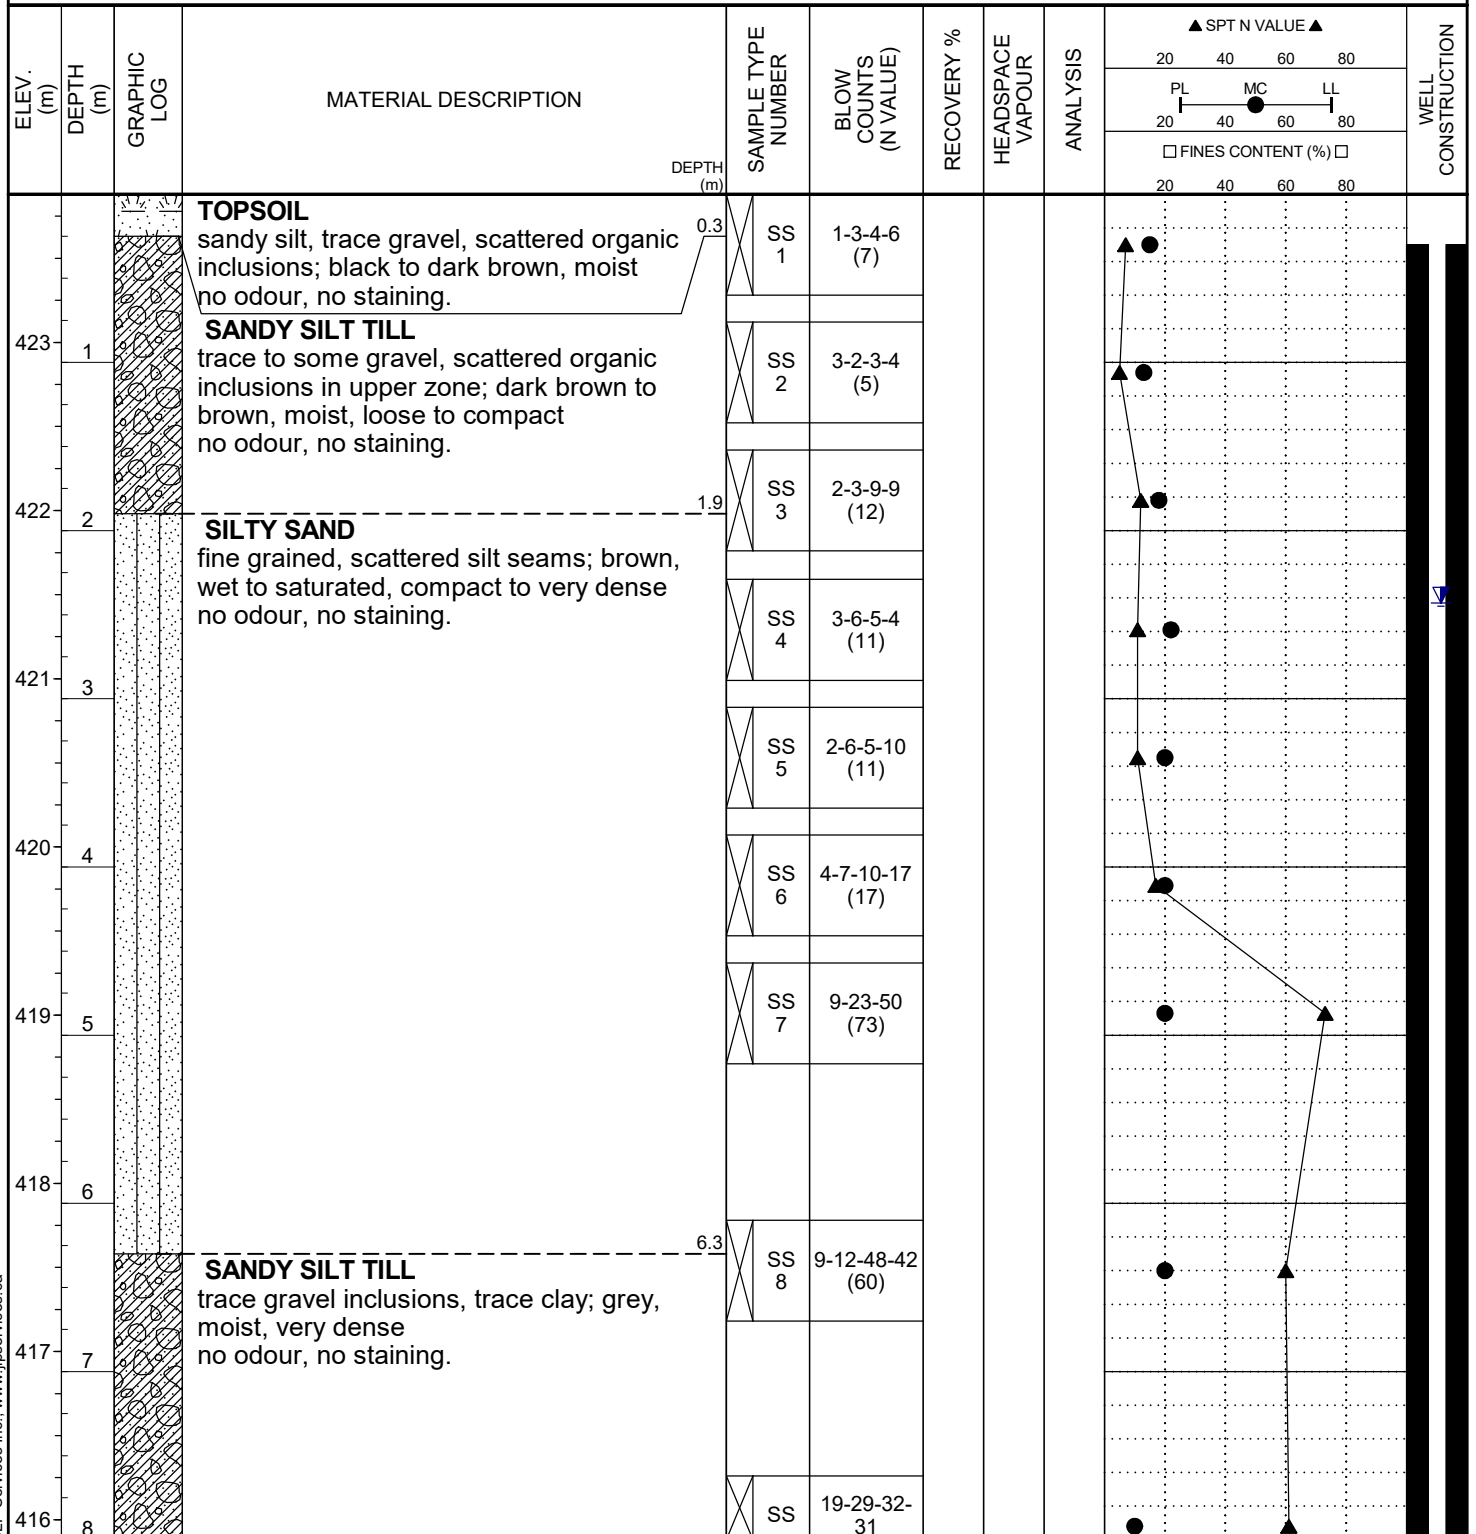 ELEV. (m)
DEPTH (m)
GRAPHIC LOG
MATERIAL DESCRIPTION
DEPTH (m)
SAMPLE TYPE NUMBER
BLOW COUNTS (N VALUE)
RECOVERY %
HEADSPACE VAPOUR
ANALYSIS
▲ SPT N VALUE ▲
20 40 60 80
PL MC LL
20 40 60 80
□ FINES CONTENT (%) □
20 40 60 80
WELL CONSTRUCTION
TOPSOIL
0.3
sandy silt, trace gravel, scattered organic
inclusions; black to dark brown, moist
no odour, no staining.
SS 1
1-3-4-6
(7)
SANDY SILT TILL
423
1
trace to some gravel, scattered organic
inclusions in upper zone; dark brown to
brown, moist, loose to compact
no odour, no staining.
SS 2
3-2-3-4
(5)
1.9
SS 3
2-3-9-9
(12)
422
2
SILTY SAND
fine grained, scattered silt seams; brown,
wet to saturated, compact to very dense
no odour, no staining.
SS 4
3-6-5-4
(11)
421
3
SS 5
2-6-5-10
(11)
420
4
SS 6
4-7-10-17
(17)
419
5
SS 7
9-23-50
(73)
418
6
6.3
SS 8
9-12-48-42
(60)
SANDY SILT TILL
trace gravel inclusions, trace clay; grey,
moist, very dense
no odour, no staining.
417
7
SS
19-29-32-
31
416
8